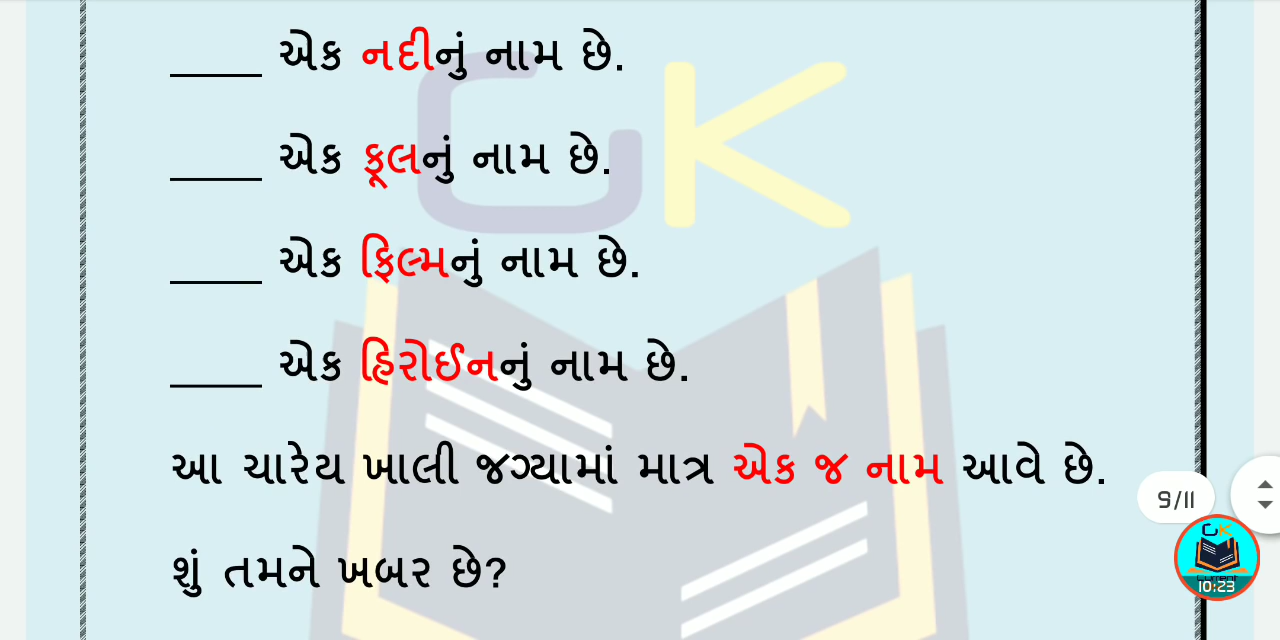 ____ એક નદીનું નામ છે.
____ એક ફૂલનું નામ છે.
____ એક ફિલ્મનું નામ છે.
____ એક હિરોઈનનું નામ છે.
આ ચારેય ખાલી જગ્યામાં માત્ર એક જ નામ આવે છે.
શું તમને ખબર છે?
GK
9/11
GK
10:23